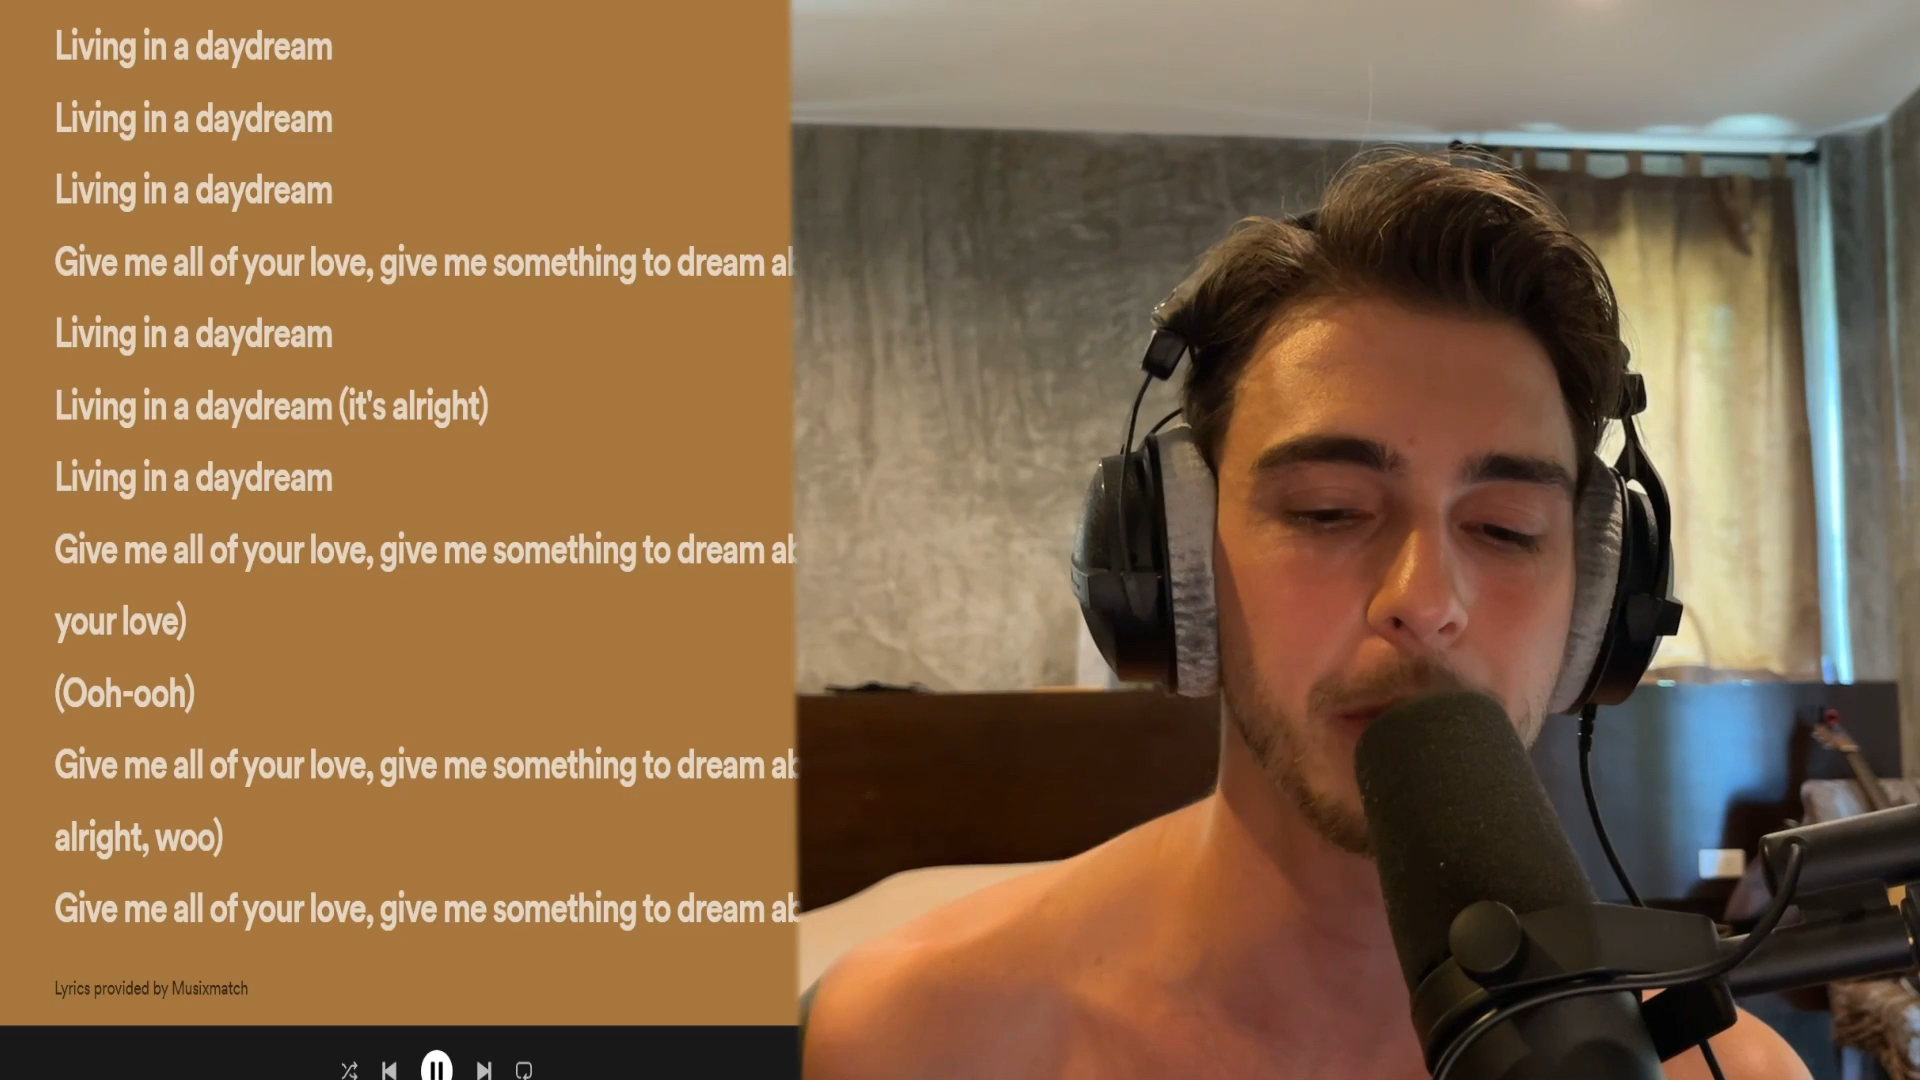 Living in a daydream
Living in a daydream
Living in a daydream
Give me all of your love, give me something to dream
Living in a daydream
Living in a daydream (it's alright)
Living in a daydream
Give me all of your love, give me something to dream
your love)
(Ooh-ooh)
Give me all of your love, give me something to dream
alright, woo)
Give me all of your love, give me something to dream
Lyrics provided by Musixmatch